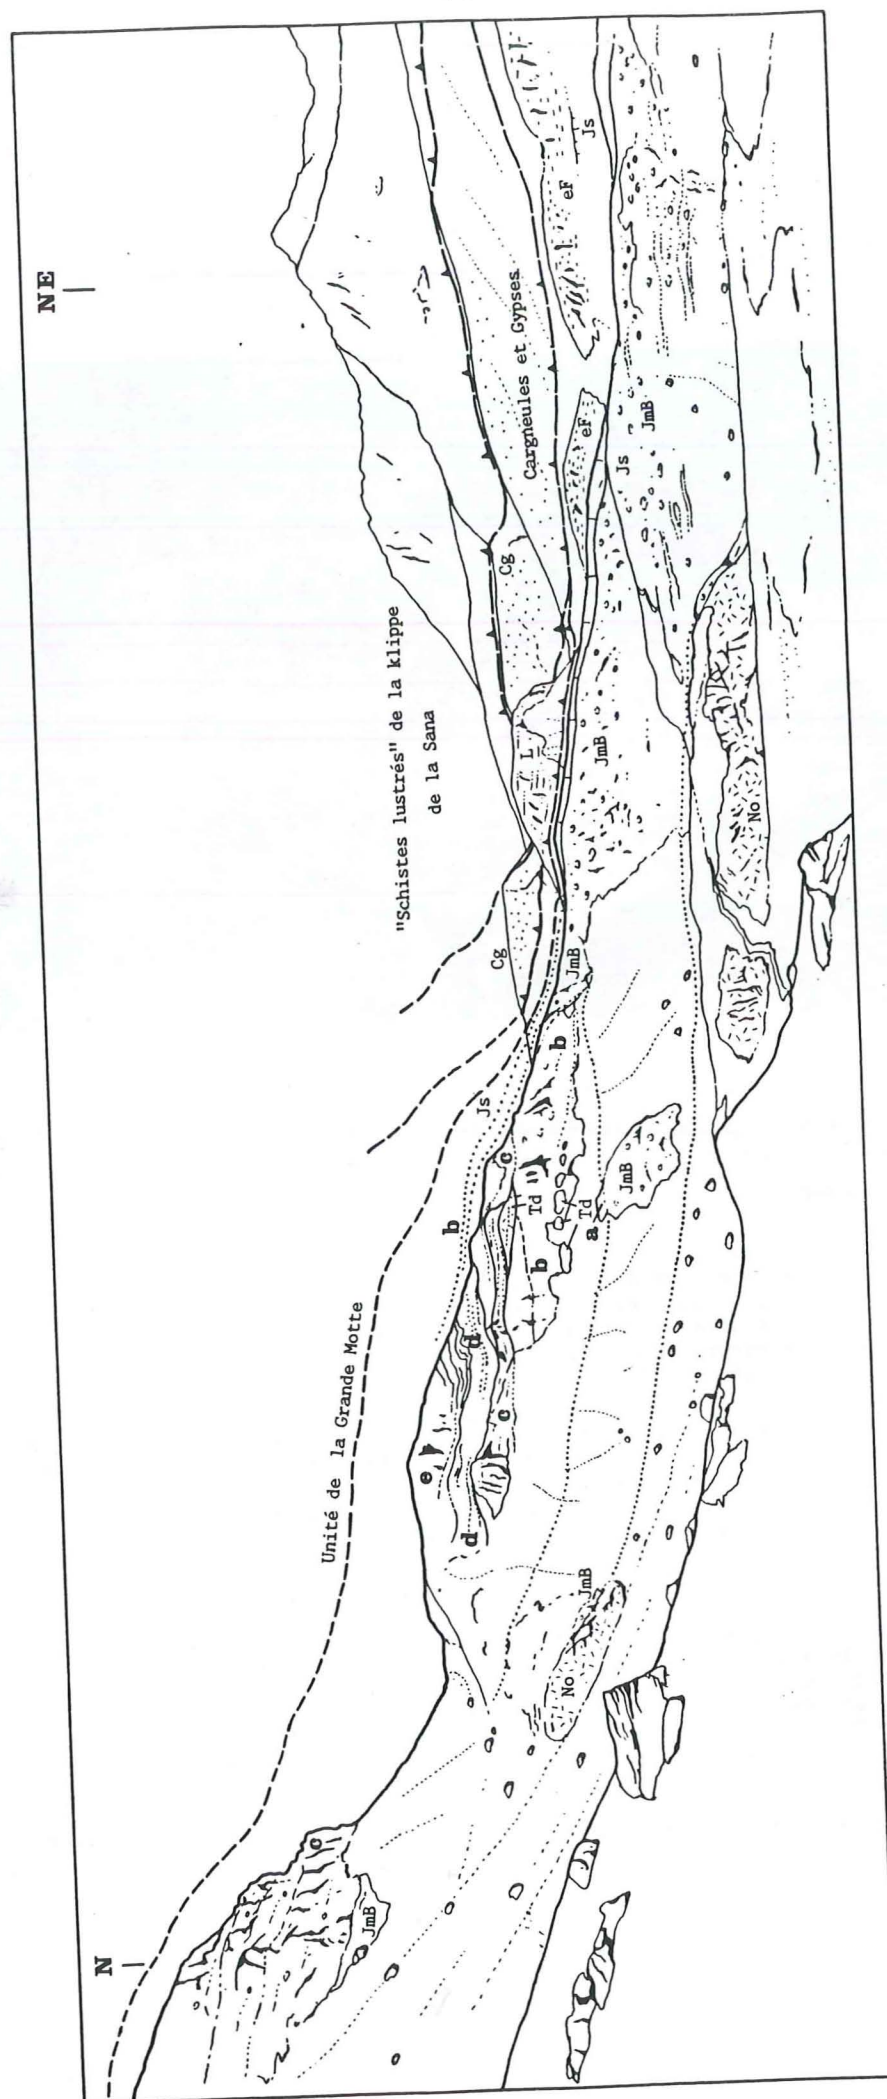 N
NE
"Schistes lustrés" de la klippe
de la Sana
Unité de la Grande Motte
Cargneules et Gypses
Cg
Cg
L
eF
eF
Js
Js
Js
b
c
JmB
c
e
d
d
c
b
Td
Td
a
b
JmB
JmB
JmB
JmB
JmB
No
No